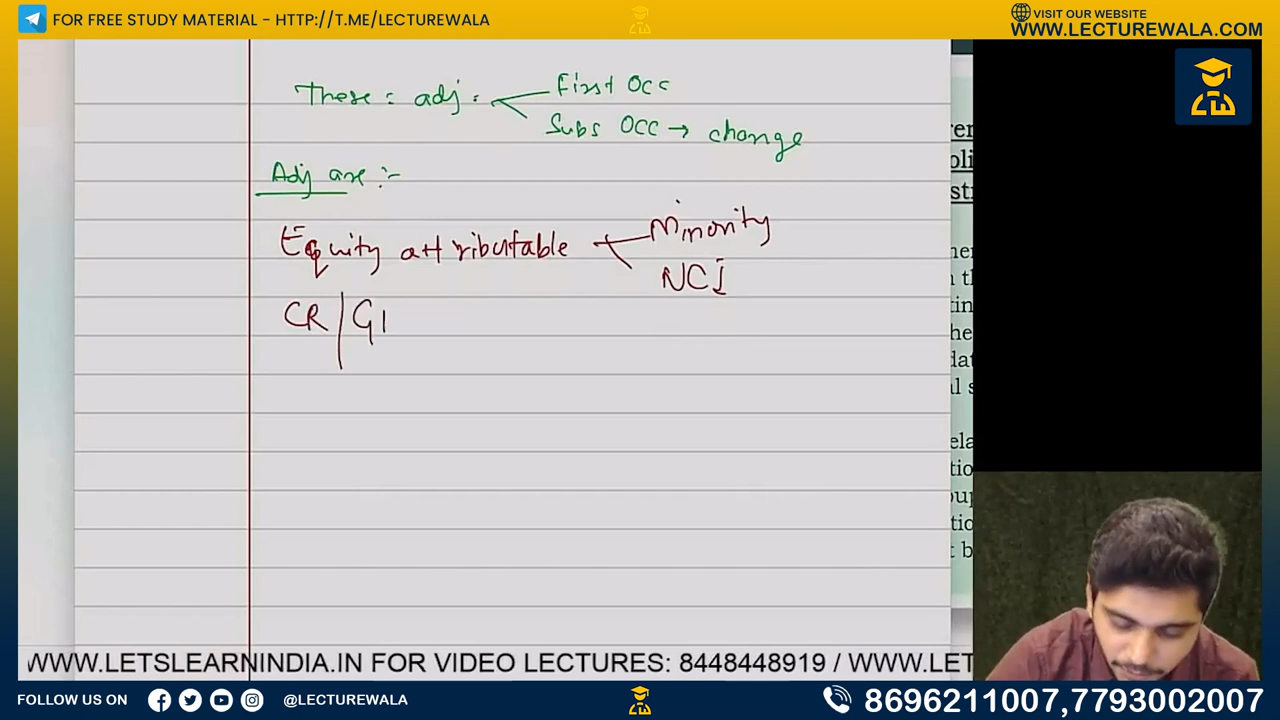 FOR FREE STUDY MATERIAL - HTTP://T.ME/LECTUREWALA
VISIT OUR WEBSITE
WWW.LECTUREWALA.COM
These : adj :
First Occ
Subs Occ → change
Adj are :-
Equity attributable
Minority
NCI
CR/GI
WWW.LETSLEARNINDIA.IN FOR VIDEO LECTURES: 8448448919 / WWW.LET
FOLLOW US ON
@LECTUREWALA
8696211007,7793002007